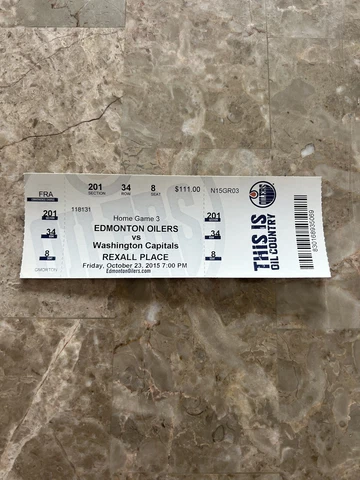 FRA
201 SECTION 34 ROW 8 SEAT $111.00 N15GR03
201
34
8
118131
Home Game 3
EDMONTON OILERS
vs
Washington Capitals
REXALL PLACE
Friday, October 23, 2015 7:00 PM
EdmontonOilers.com
201
34
8
OILERS
THIS IS
OIL COUNTRY
830168935069